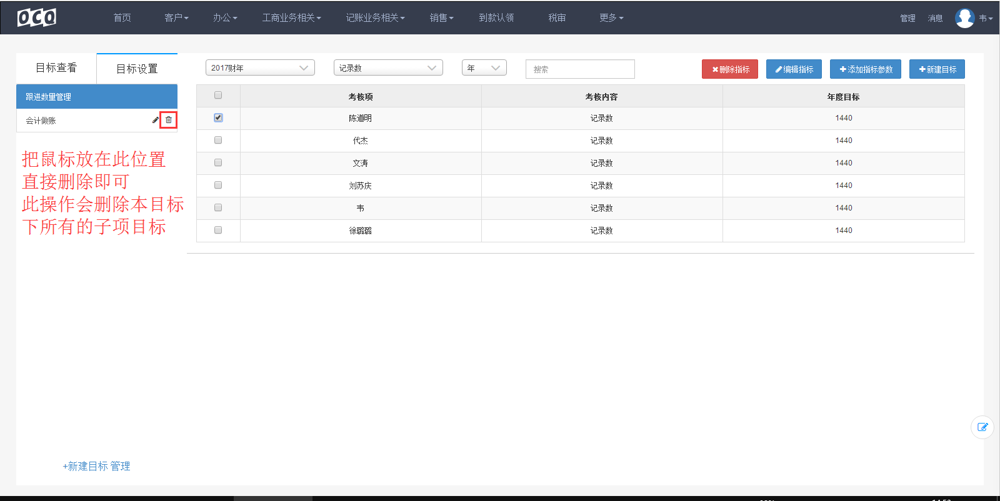 OCO
首页
客户
办公
工商业务相关
记账业务相关
销售
到款认领
税审
更多
管理
消息
韦
目标查看
目标设置
2017财年
记录数
年
搜索
删除指标
编辑指标
添加指标参数
新建目标
跟进数量管理
会计做账
考核项 考核内容 年度目标
陈道明 记录数 1440
代杰 记录数 1440
文涛 记录数 1440
刘苏庆 记录数 1440
韦 记录数 1440
徐璐璐 记录数 1440
把鼠标放在此位置
直接删除即可
此操作会删除本目标
下所有的子项目标
+新建目标 管理